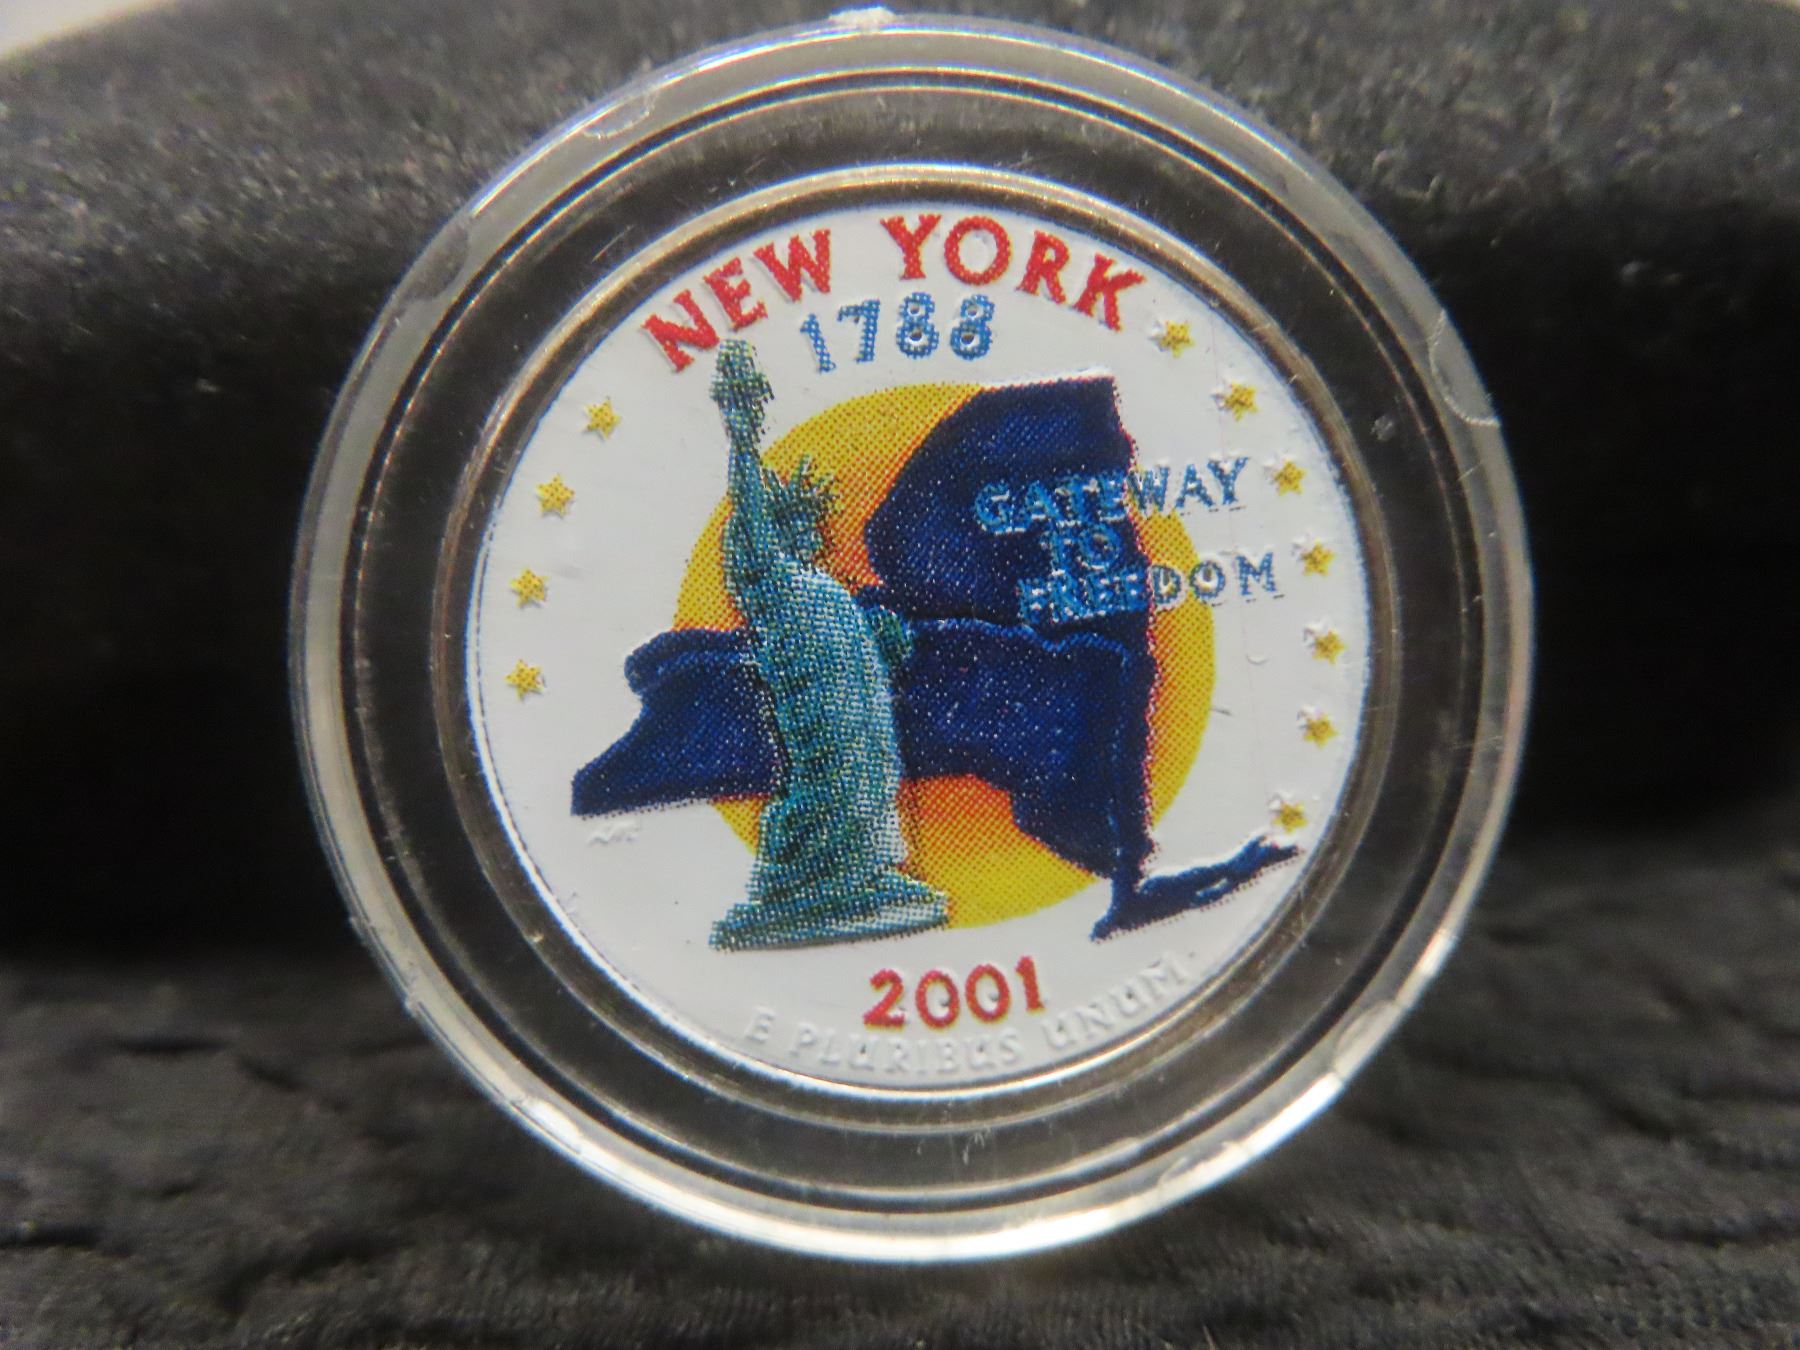 NEW YORK
1788
GATEWAY
TO
FREEDOM
2001
E PLURIBUS UNUM